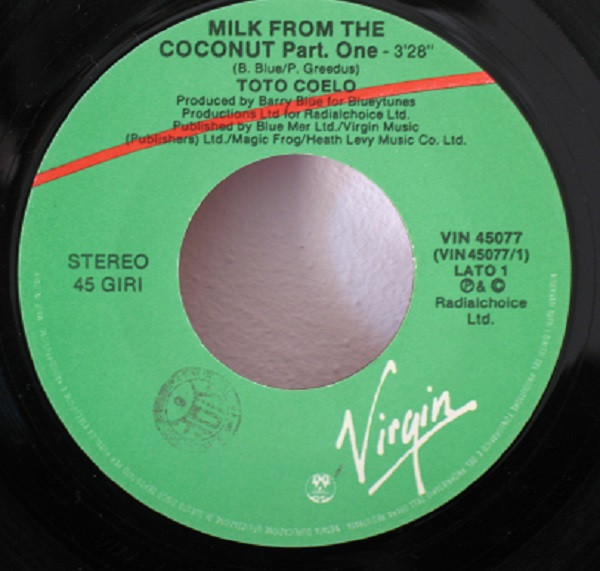 MILK FROM THE
COCONUT Part. One - 3'28"
(B. Blue/P. Greedus)
TOTO COELO
Produced by Barry Blue for Blueytunes
Productions Ltd for Radialchoice Ltd.
Published by Blue Mer Ltd./Virgin Music
(Publishers) Ltd./Magic Frog/Heath Levy Music Co. Ltd.
STEREO
45 GIRI
VIN 45077
(VIN 45077/1)
LATO 1
℗ & ©
Radialchoice
Ltd.
Virgin